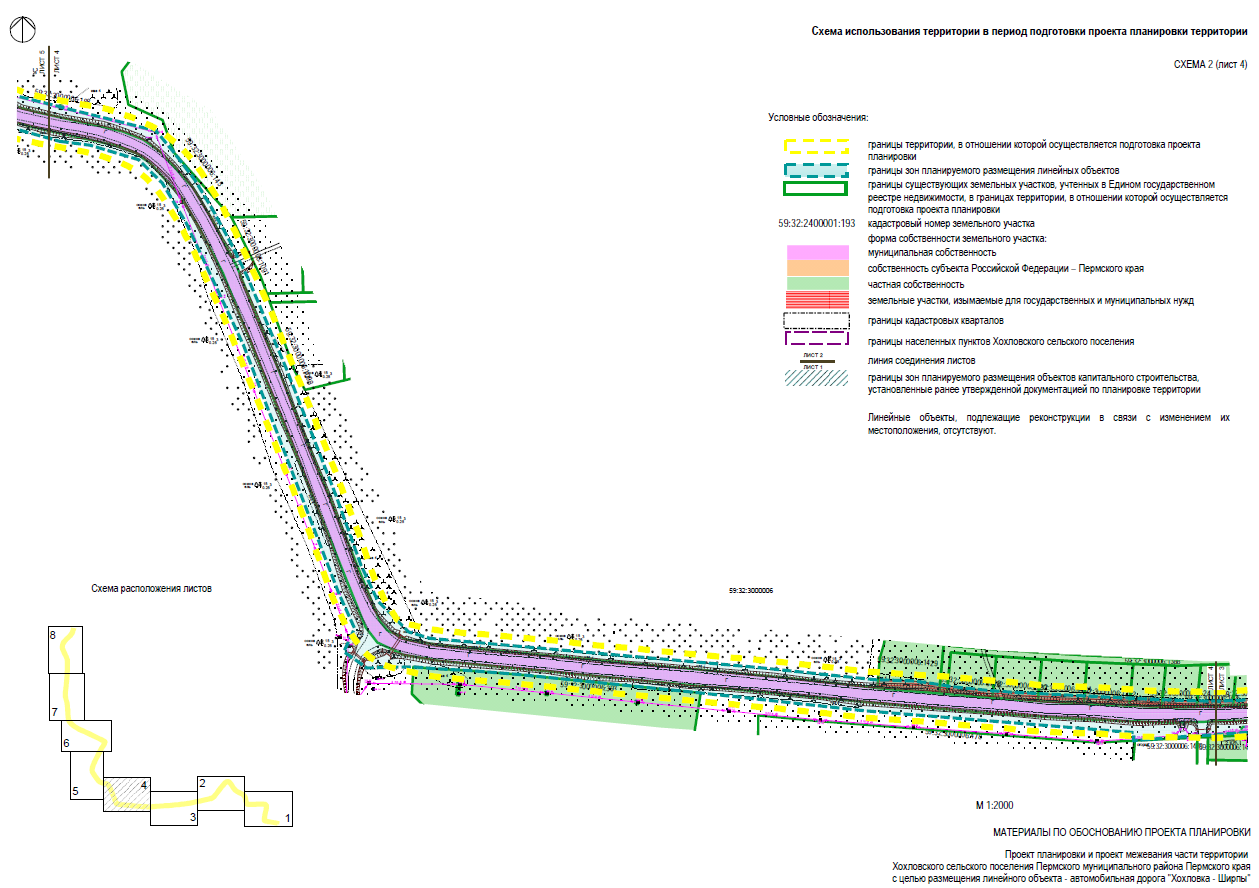 Схема использования территории в период подготовки проекта планировки территории
СХЕМА 2 (лист 4)
ЛИСТ 5
ЛИСТ 4
Условные обозначения:
границы территории, в отношении которой осуществляется подготовка проекта
планировки
границы зон планируемого размещения линейных объектов
границы существующих земельных участков, учтенных в Едином государственном
реестре недвижимости, в границах территории, в отношении которой осуществляется
подготовка проекта планировки
59:32:2400001:193 кадастровый номер земельного участка
форма собственности земельного участка:
муниципальная собственность
собственность субъекта Российской Федерации – Пермского края
частная собственность
земельные участки, изымаемые для государственных и муниципальных нужд
границы кадастровых кварталов
границы населенных пунктов Хохловского сельского поселения
ЛИСТ 2
ЛИСТ 1
линия соединения листов
границы зон планируемого размещения объектов капитального строительства,
установленные ранее утвержденной документацией по планировке территории
Линейные объекты, подлежащие реконструкции в связи с изменением их
местоположения, отсутствуют.
59:32:3000006
ЛИСТ 4
ЛИСТ 3
Схема расположения листов
8
7
6
5
4
3
2
1
М 1:2000
МАТЕРИАЛЫ ПО ОБОСНОВАНИЮ ПРОЕКТА ПЛАНИРОВКИ
Проект планировки и проект межевания части территории
Хохловского сельского поселения Пермского муниципального района Пермского края
с целью размещения линейного объекта - автомобильная дорога "Хохловка - Ширпы"